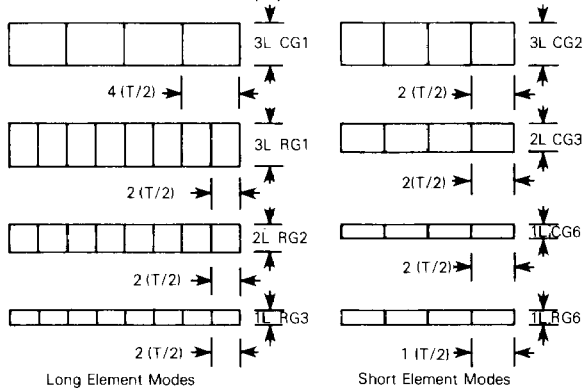 3L CG1
4 (T/2)
3L RG1
2 (T/2)
2L RG2
2 (T/2)
1L RG3
2 (T/2)
Long Element Modes
3L CG2
2 (T/2)
2L CG3
2(T/2)
1L CG6
2 (T/2)
1L RG6
1 (T/2)
Short Element Modes